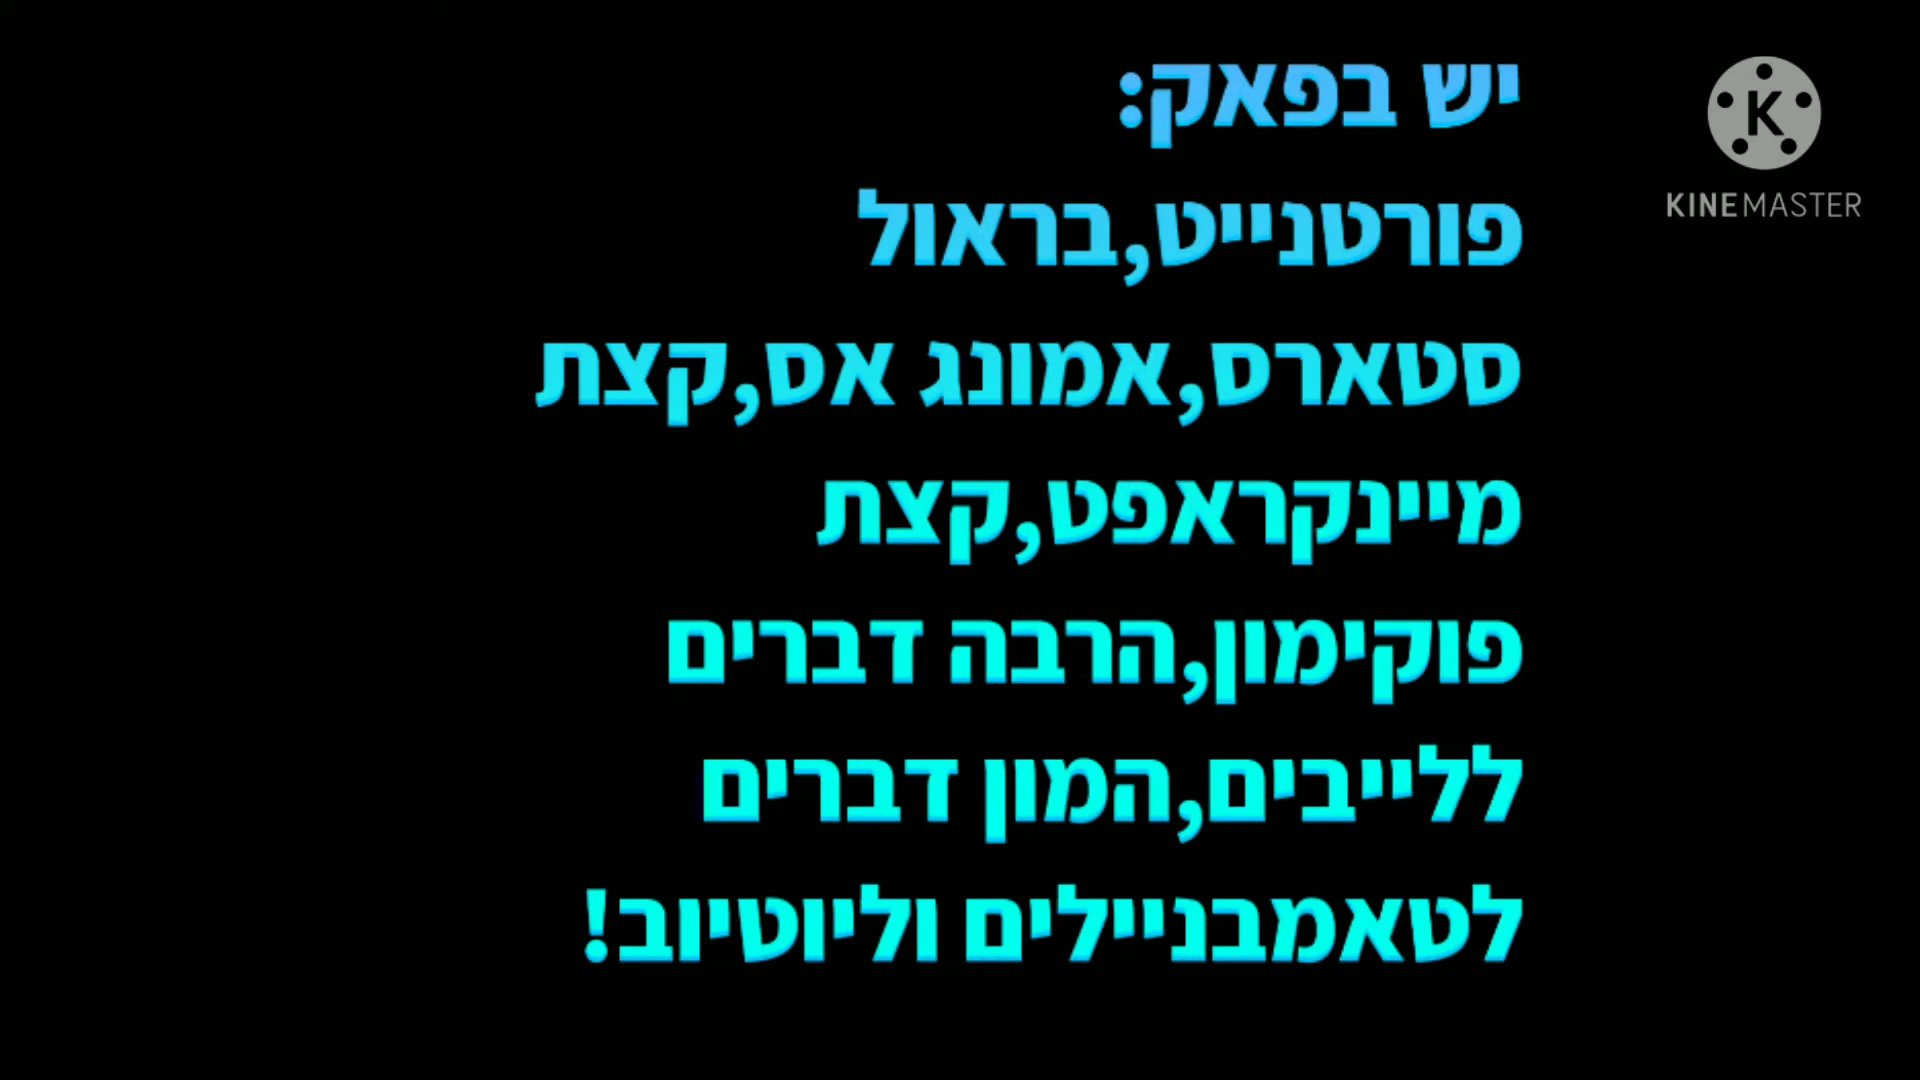 יש בפאק:
פורטנייט,בראול
סטארס,אמונג אס,קצת
מיינקראפט,קצת
פוקימון,הרבה דברים
ללייבים,המון דברים
לטאמבניילים וליוטיוב!
K
KINEMASTER